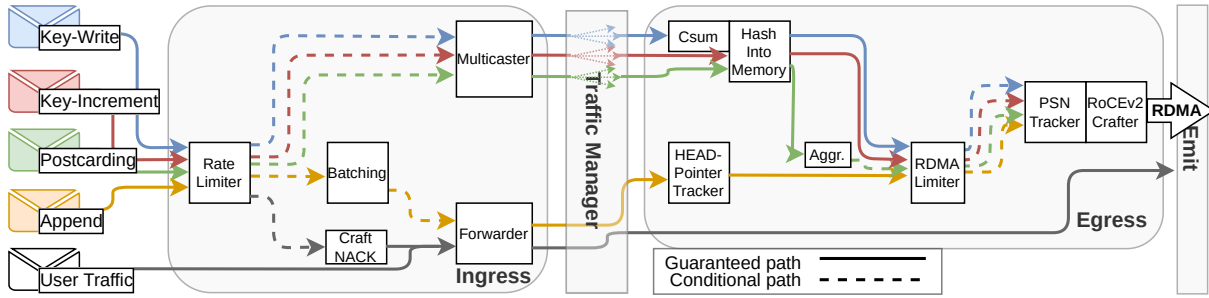 Key-Write
Key-Increment
Postcarding
Append
User Traffic
Rate
Limiter
Batching
Craft
NACK
Multicaster
Forwarder
Ingress
Traffic Manager
Csum
Hash
Into
Memory
HEAD-
Pointer
Tracker
Aggr.
RDMA
Limiter
PSN
Tracker
RoCEv2
Crafter
RDMA
Emit
Egress
Guaranteed path
Conditional path